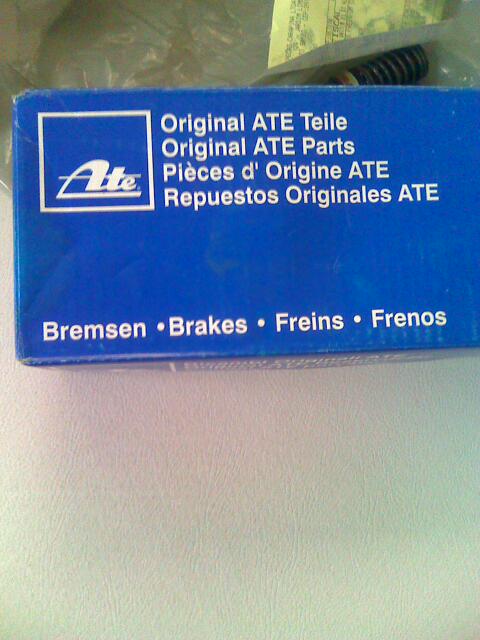 Ate
Original ATE Teile
Original ATE Parts
Pièces d' Origine ATE
Repuestos Originales ATE
Bremsen • Brakes • Freins • Frenos